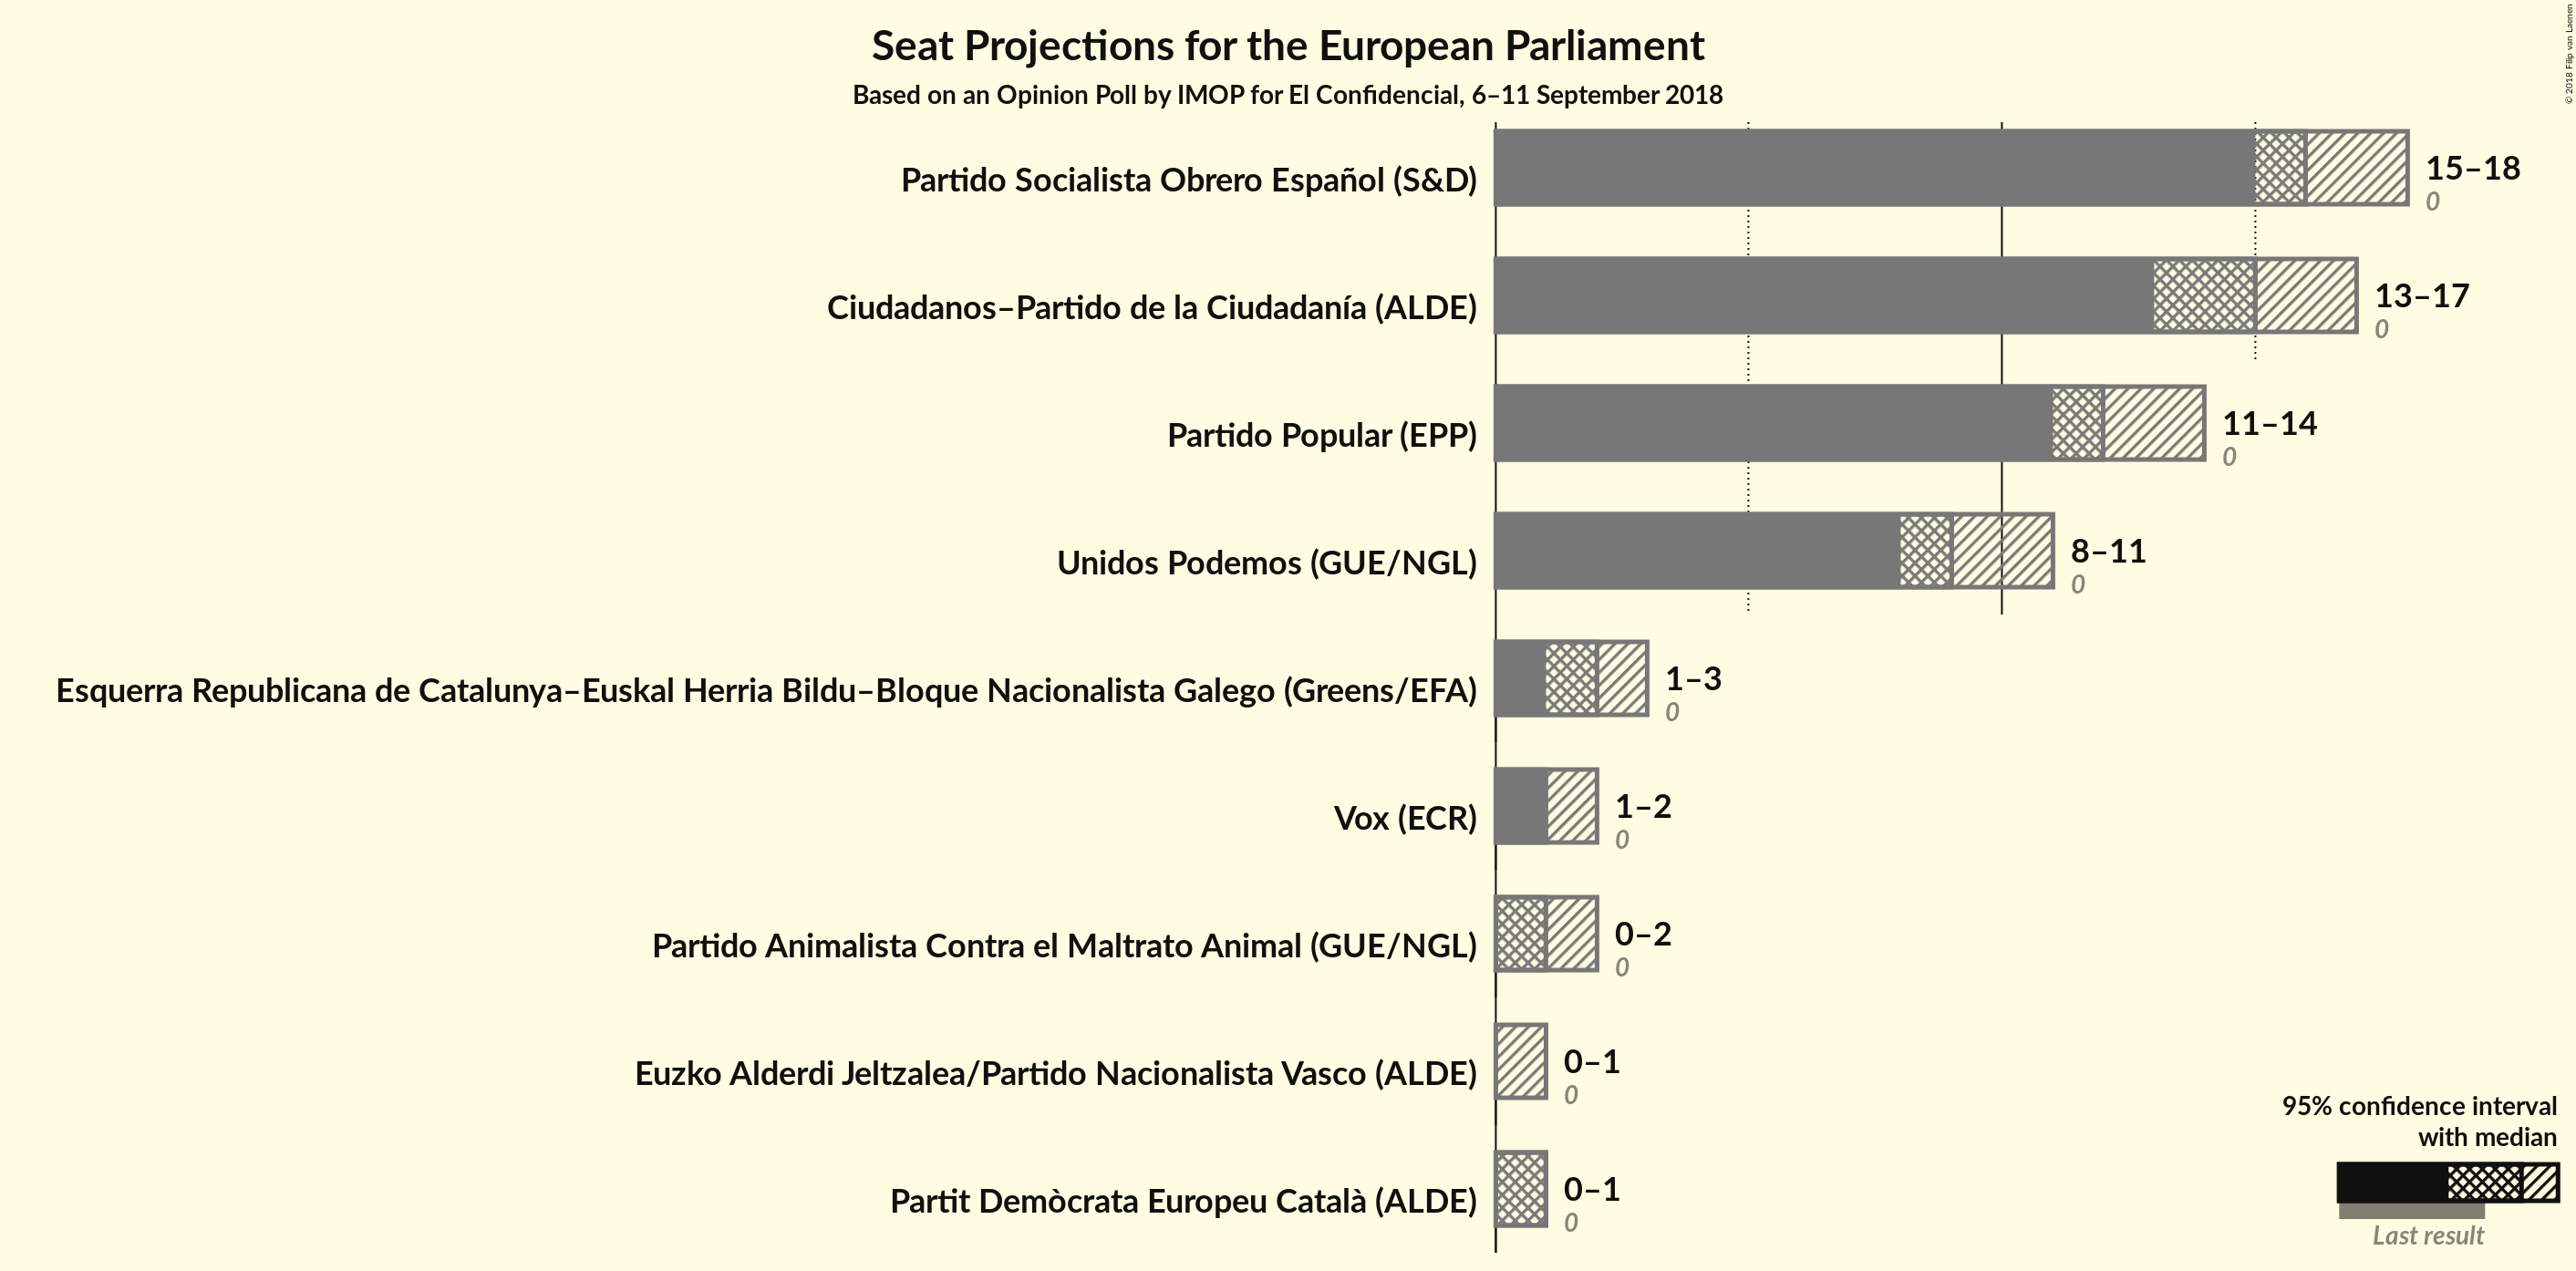 Seat Projections for the European Parliament
Based on an Opinion Poll by IMOP for El Confidencial, 6–11 September 2018
© 2018 Filip van Laenen
Partido Socialista Obrero Español (S&D)
15–18
0
Ciudadanos–Partido de la Ciudadanía (ALDE)
13–17
0
Partido Popular (EPP)
11–14
0
Unidos Podemos (GUE/NGL)
8–11
0
Esquerra Republicana de Catalunya–Euskal Herria Bildu–Bloque Nacionalista Galego (Greens/EFA)
1–3
0
Vox (ECR)
1–2
0
Partido Animalista Contra el Maltrato Animal (GUE/NGL)
0–2
0
Euzko Alderdi Jeltzalea/Partido Nacionalista Vasco (ALDE)
0–1
0
Partit Demòcrata Europeu Català (ALDE)
0–1
0
95% confidence interval
with median
Last result